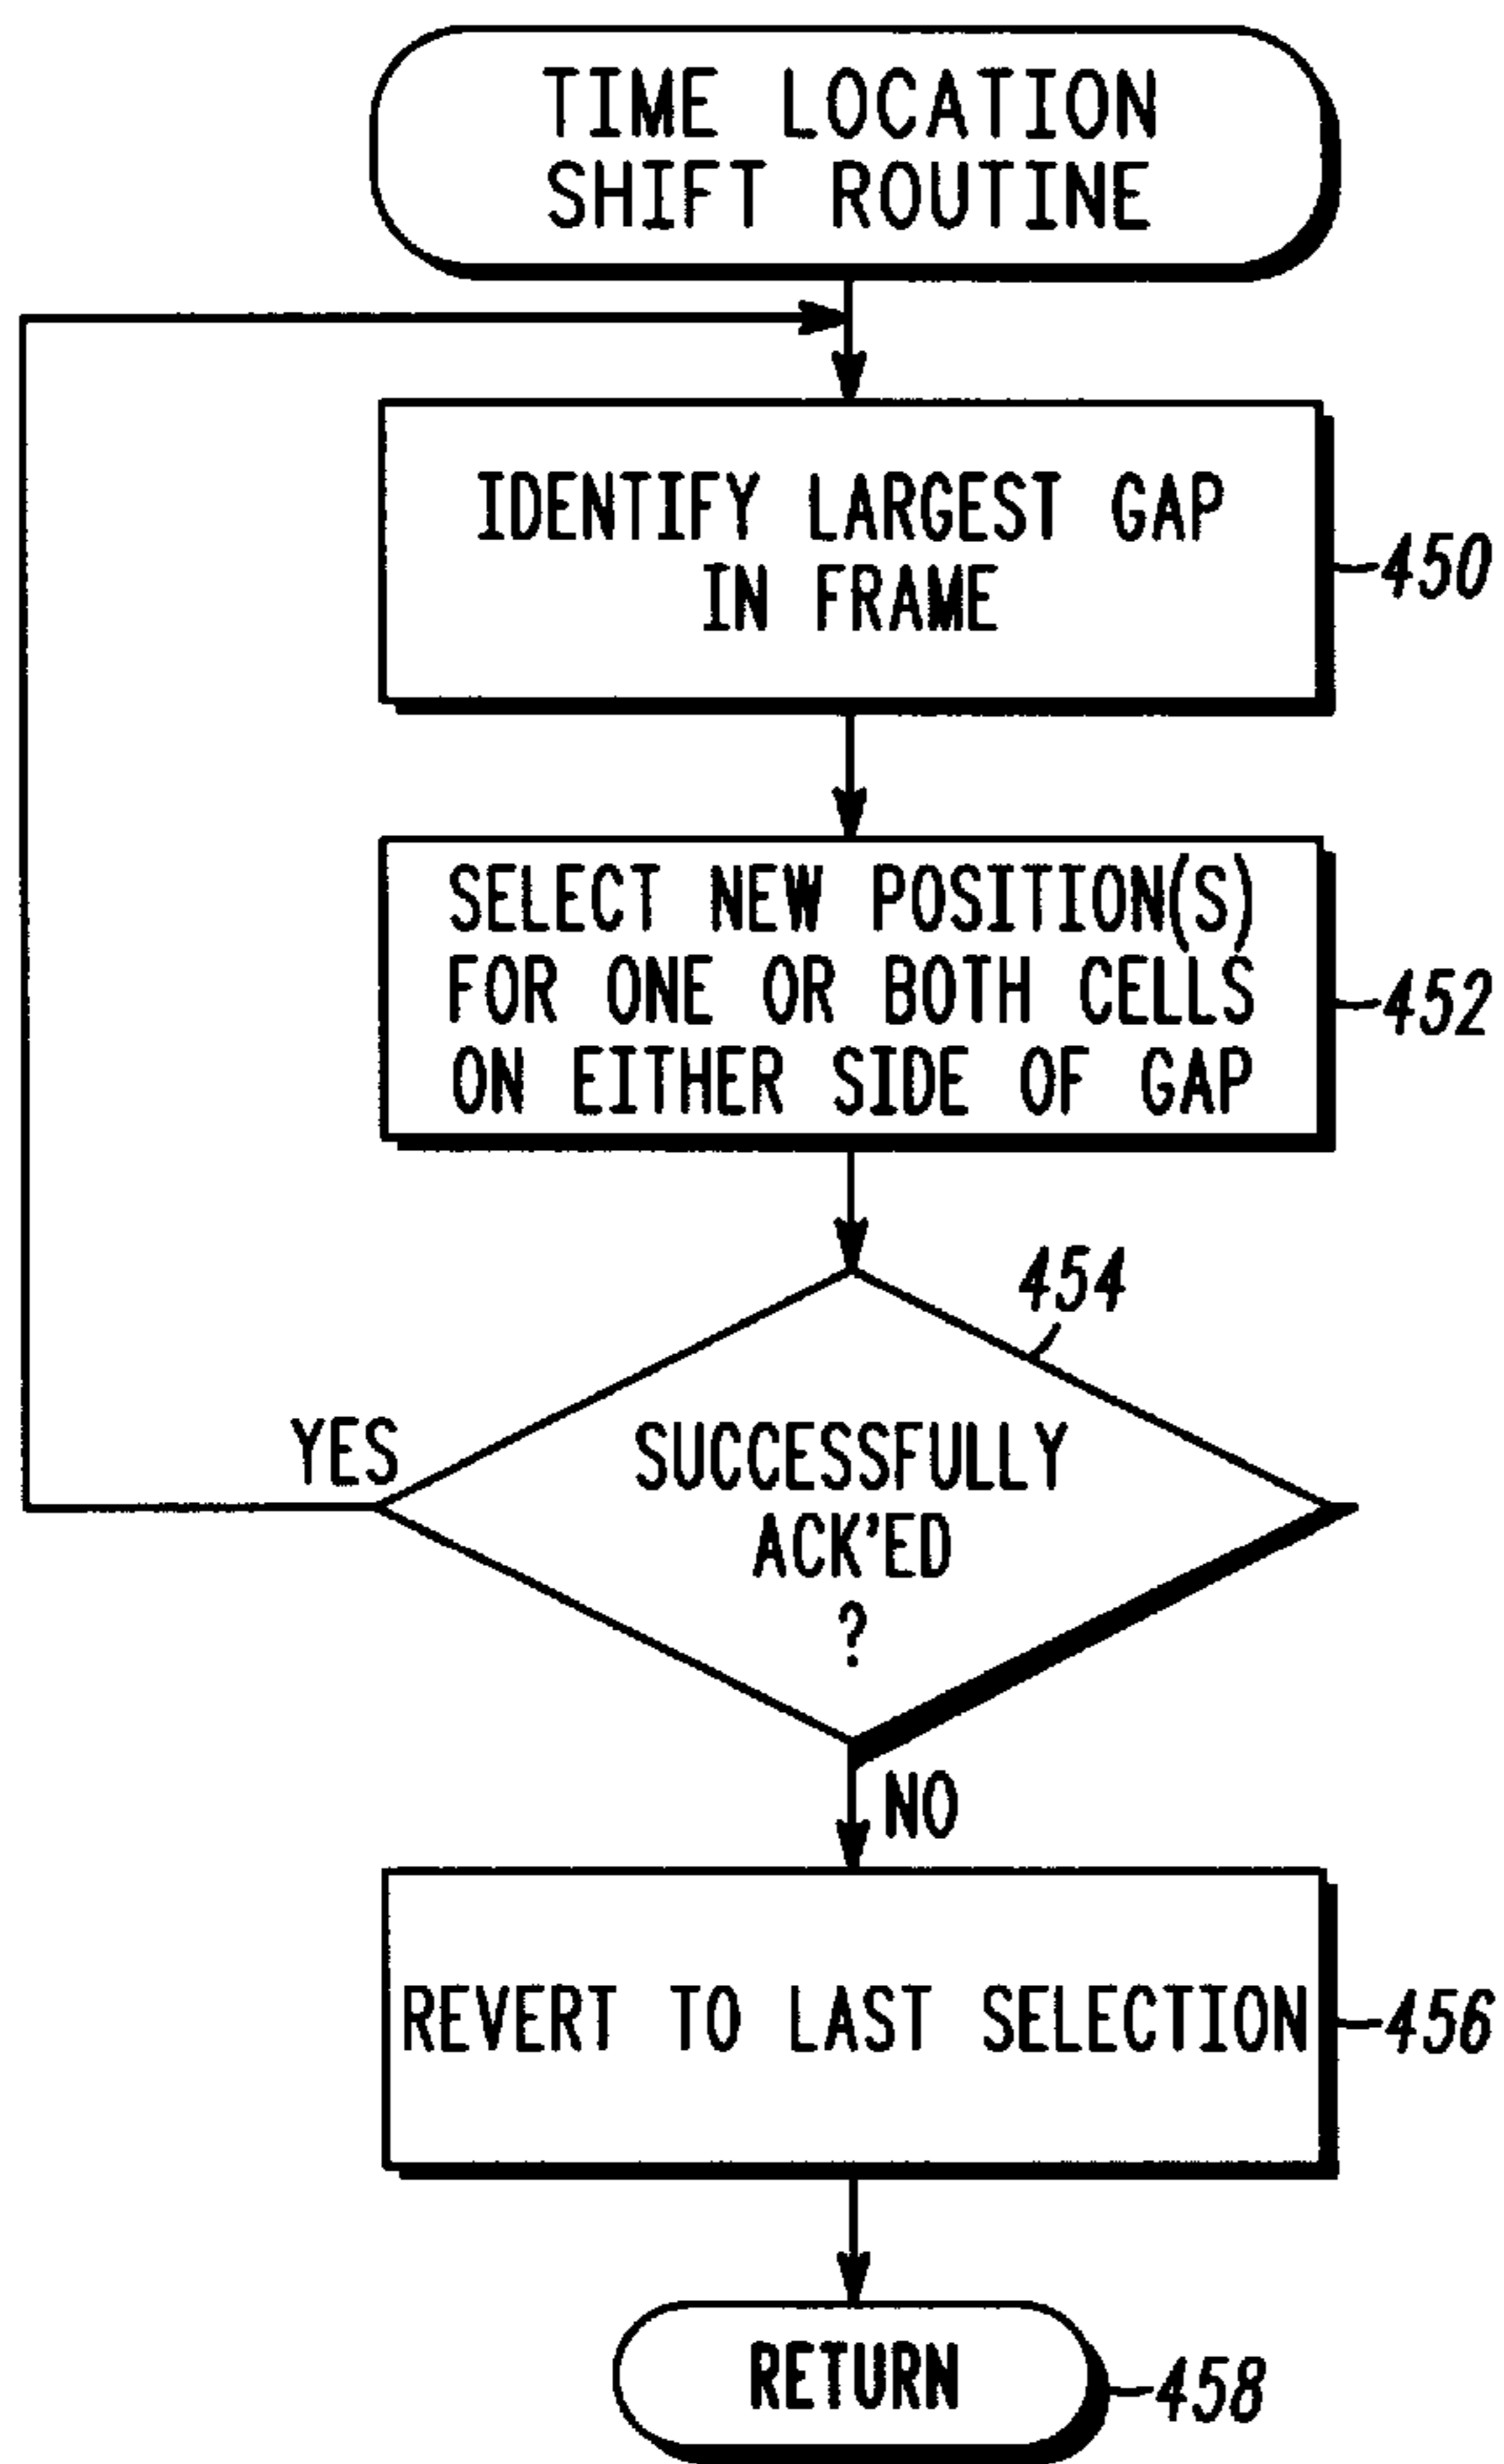 TIME LOCATION
SHIFT ROUTINE
IDENTIFY LARGEST GAP
IN FRAME
450
SELECT NEW POSITION(S)
FOR ONE OR BOTH CELLS
ON EITHER SIDE OF GAP
452
454
YES
SUCCESSFULLY
ACK'ED
?
NO
REVERT TO LAST SELECTION
456
RETURN
458